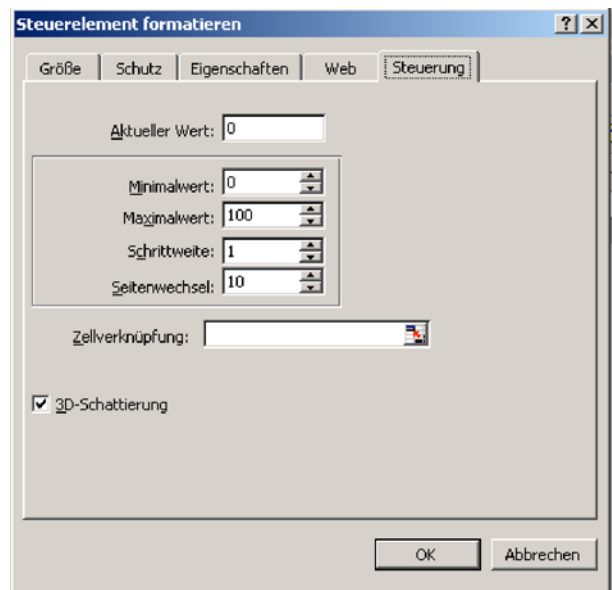 Steuerelement formatieren
Größe Schutz Eigenschaften Web Steuerung
Aktueller Wert: 0
Minimalwert: 0
Maximalwert: 100
Schrittweite: 1
Seitenwechsel: 10
Zellverknüpfung:
3D-Schattierung
OK Abbrechen